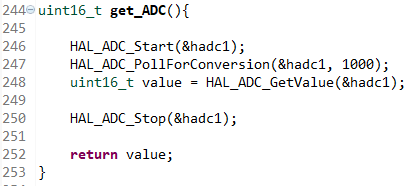 244 uint16_t get_ADC(){
245
246 HAL_ADC_Start(&hadc1);
247 HAL_ADC_PollForConversion(&hadc1, 1000);
248 uint16_t value = HAL_ADC_GetValue(&hadc1);
249
250 HAL_ADC_Stop(&hadc1);
251
252 return value;
253 }